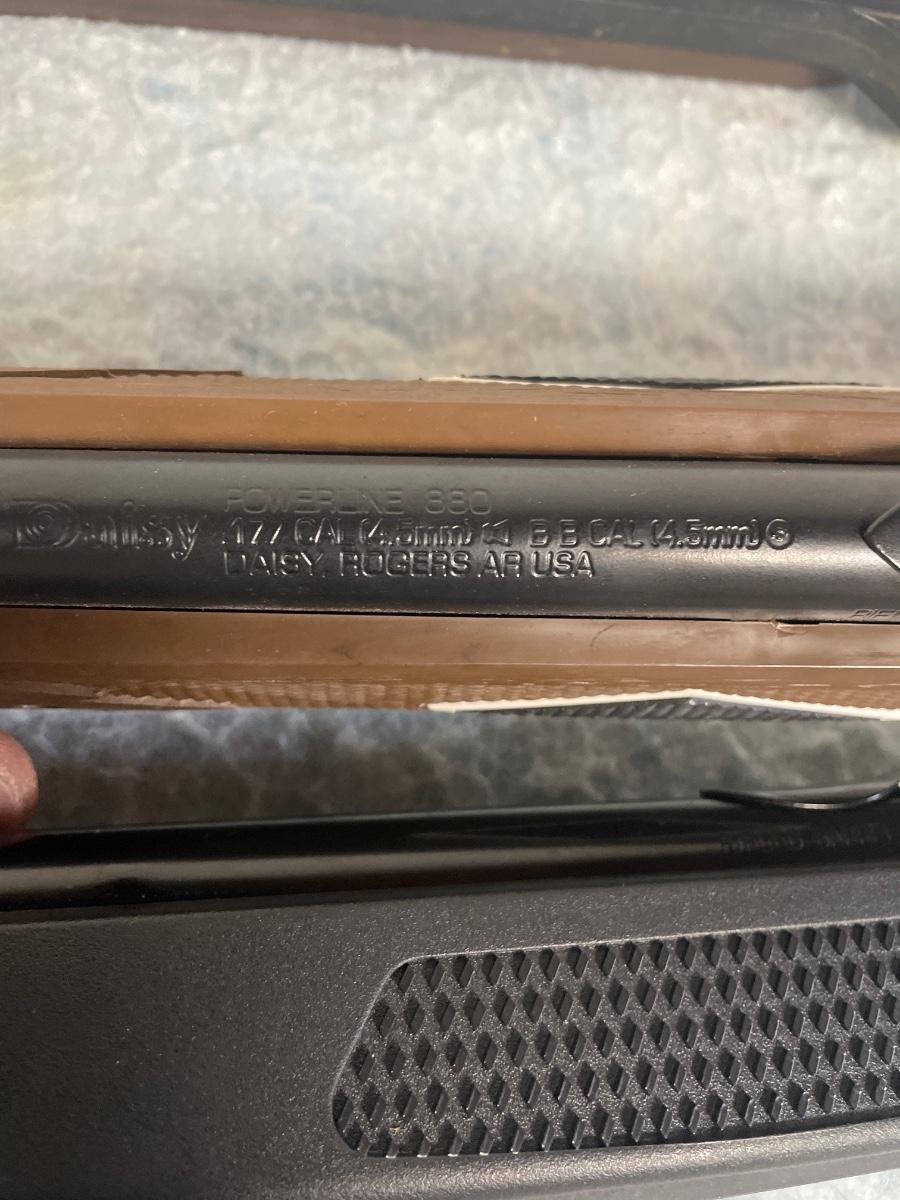 Daisy
POWERLINE 880
.177 CAL (4.5mm) B B CAL (4.5mm)
DAISY, ROGERS AR USA